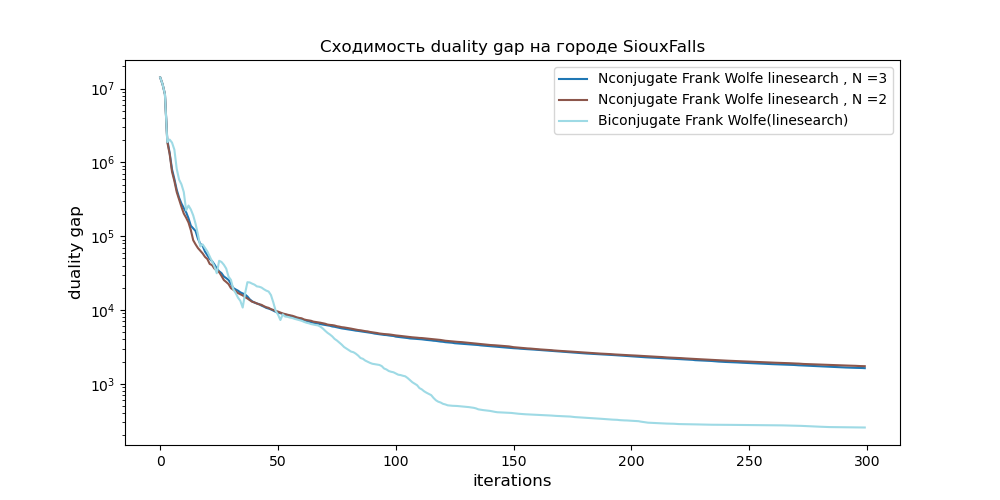 Сходимость duality gap на городе SiouxFalls
Nconjugate Frank Wolfe linesearch , N =3
Nconjugate Frank Wolfe linesearch , N =2
Biconjugate Frank Wolfe(linesearch)
duality gap
10⁷
10⁶
10⁵
10⁴
10³
0 50 100 150 200 250 300
iterations